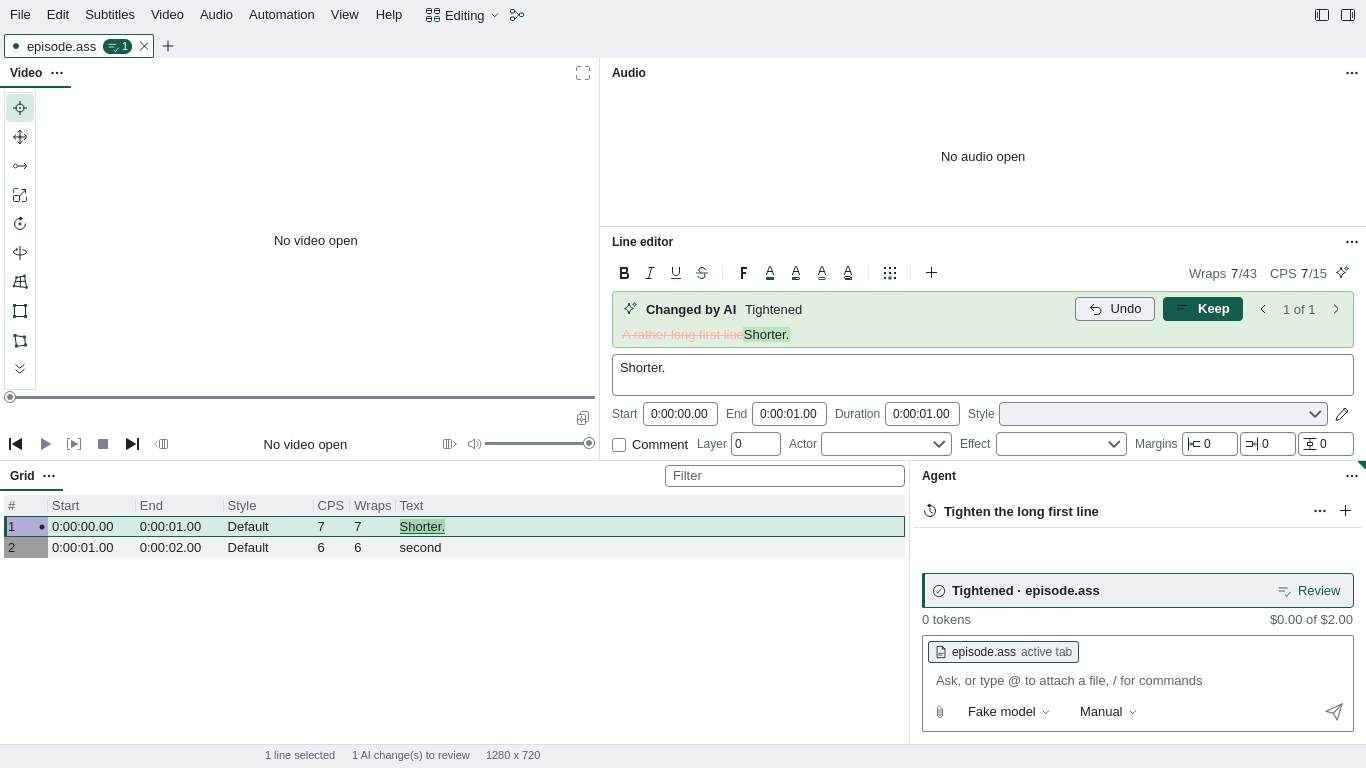 File Edit Subtitles Video Audio Automation View Help Editing
episode.ass 1
Video
No video open
No video open
Audio
No audio open
Line editor
B I U S F A A A A Wraps 7/43 CPS 7/15
Changed by AI Tightened Undo Keep 1 of 1
A rather long first lineShorter.
Shorter.
Start 0:00:00.00 End 0:00:01.00 Duration 0:00:01.00 Style
Comment Layer 0 Actor Effect Margins 0 0 0
Grid Filter
# Start End Style CPS Wraps Text
1 0:00:00.00 0:00:01.00 Default 7 7 Shorter.
2 0:00:01.00 0:00:02.00 Default 6 6 second
Agent
Tighten the long first line
Tightened · episode.ass Review
0 tokens $0.00 of $2.00
episode.ass active tab
Ask, or type @ to attach a file, / for commands
Fake model Manual
1 line selected 1 AI change(s) to review 1280 x 720